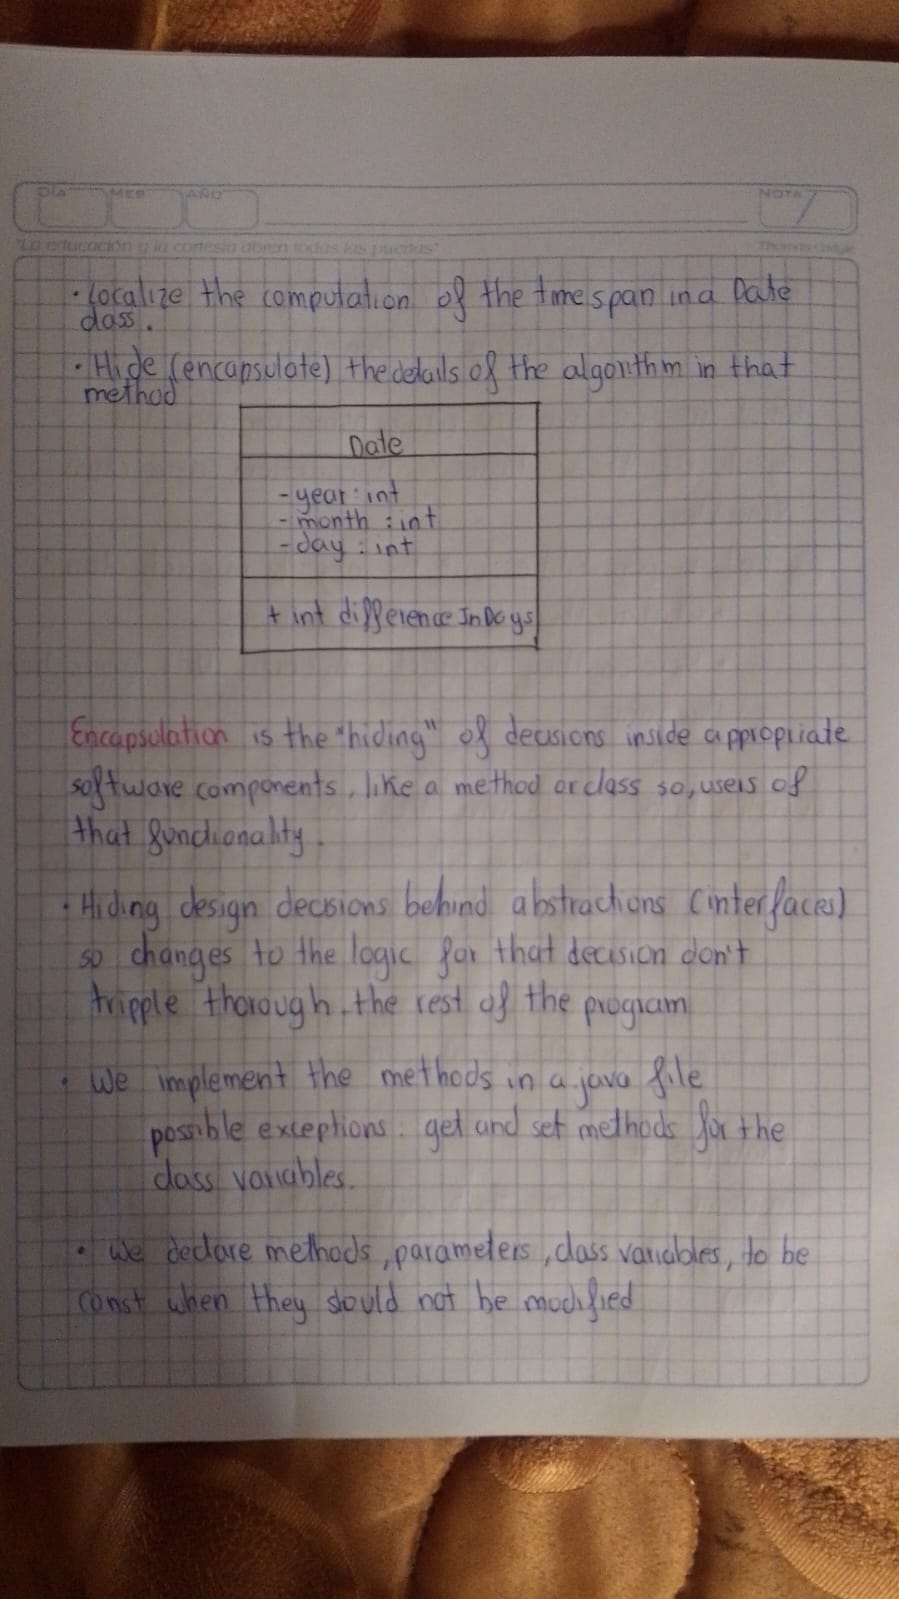 DÍA MES AÑO NOTA
"La educación y la cortesía abren todas las puertas" Thomas Carlyle
· Localize the computation of the time span in a Date
class.
· Hide (encapsulate) the details of the algorithm in that
method
Date
- year : int
- month : int
- day : int
+ int difference InDays
Encapsulation is the "hiding" of decisions inside appropriate
software components, like a method or class so, users of
that functionality.
· Hiding design decisions behind abstractions (interfaces)
so changes to the logic for that decision don't
tripple thorough the rest of the program
· We implement the methods in a java file
possible exceptions: get and set methods for the
class variables.
· We declare methods, parameters, class variables, to be
const when they should not be modified